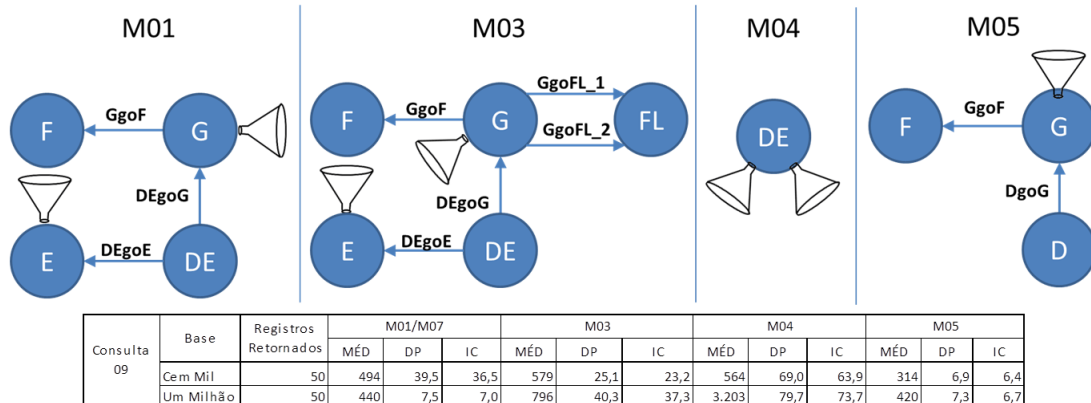 M01 M03 M04 M05
F GgoF G
DEgoG
E DEgoE DE
F GgoF G GgoFL_1 FL
GgoFL_2
DEgoG
E DEgoE DE
DE
F GgoF G
DgoG
D
Consulta 09 Base Registros Retornados M01/M07 M03 M04 M05
MÉD DP IC MÉD DP IC MÉD DP IC MÉD DP IC
Cem Mil 50 494 39,5 36,5 579 25,1 23,2 564 69,0 63,9 314 6,9 6,4
Um Milhão 50 440 7,5 7,0 796 40,3 37,3 3.203 79,7 73,7 420 7,3 6,7